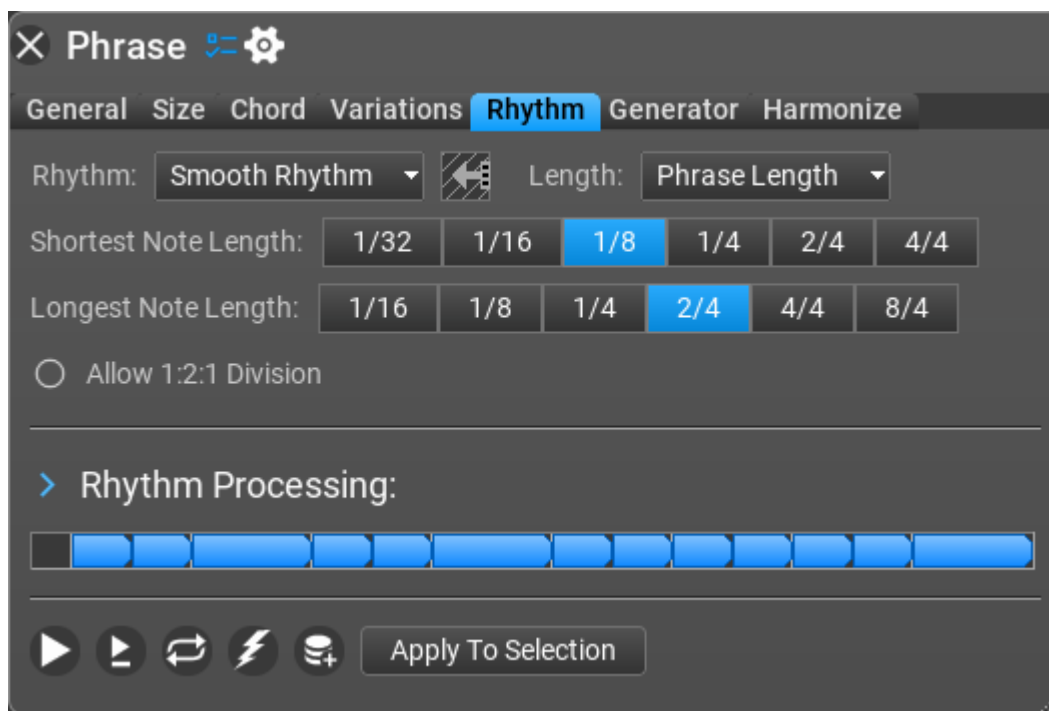 Phrase
General Size Chord Variations Rhythm Generator Harmonize
Rhythm: Smooth Rhythm Length: Phrase Length
Shortest Note Length: 1/32 1/16 1/8 1/4 2/4 4/4
Longest Note Length: 1/16 1/8 1/4 2/4 4/4 8/4
Allow 1:2:1 Division
Rhythm Processing:
Apply To Selection